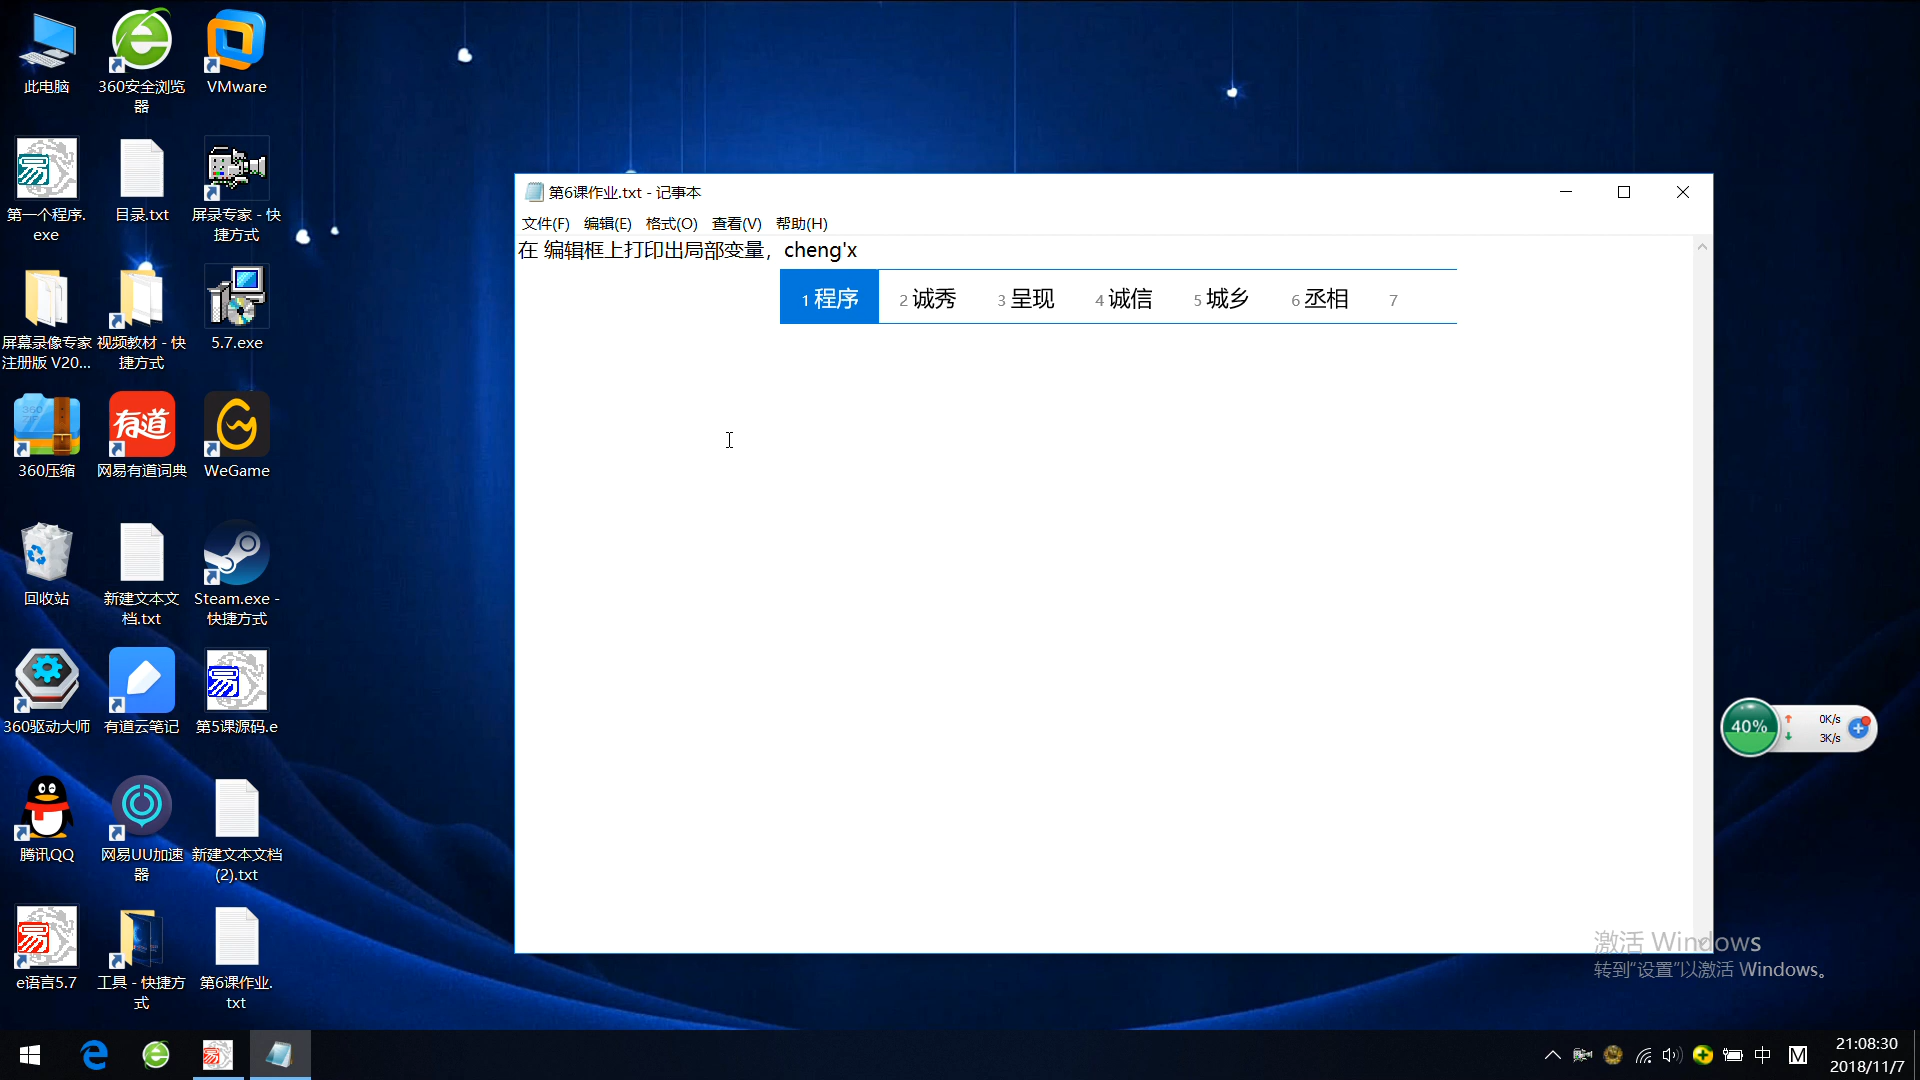 此电脑
360安全浏览器
VMware
第一个程序.exe
目录.txt
屏录专家 - 快捷方式
屏幕录像专家注册版 V20...
视频教材 - 快捷方式
5.7.exe
360压缩
有道
网易有道词典
WeGame
回收站
新建文本文档.txt
Steam.exe - 快捷方式
360驱动大师
有道云笔记
第5课源码.e
腾讯QQ
网易UU加速器
新建文本文档 (2).txt
e语言5.7
工具 - 快捷方式
第6课作业.txt
第6课作业.txt - 记事本
文件(F) 编辑(E) 格式(O) 查看(V) 帮助(H)
在 编辑框上打印出局部变量，cheng'x
1 程序 2 诚秀 3 呈现 4 诚信 5 城乡 6 丞相 7
40% 0K/s
3K/s
激活 Windows
转到“设置”以激活 Windows。
中 M
21:08:30
2018/11/7